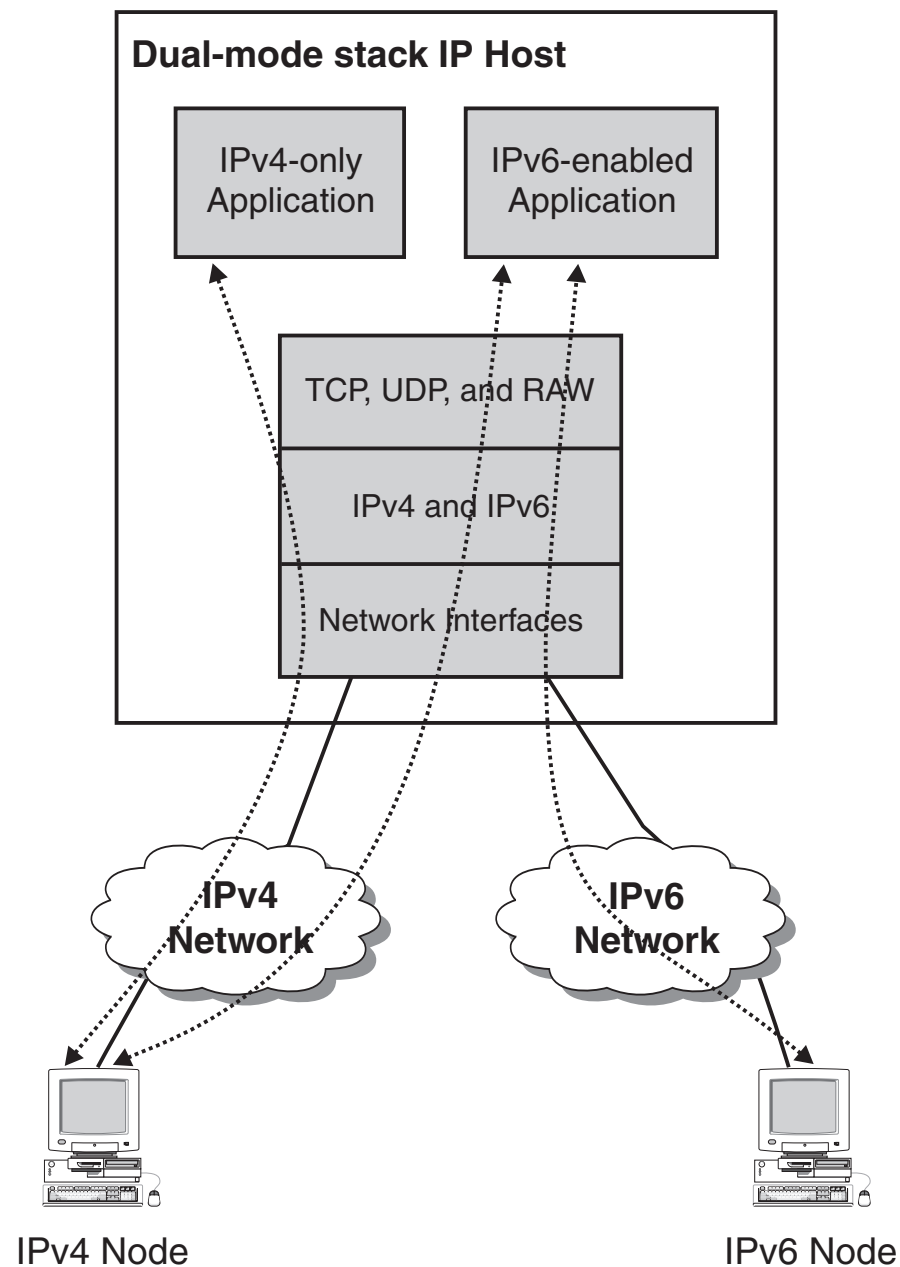 Dual-mode stack IP Host
IPv4-only
Application
IPv6-enabled
Application
TCP, UDP, and RAW
IPv4 and IPv6
Network Interfaces
IPv4
Network
IPv6
Network
IPv4 Node
IPv6 Node